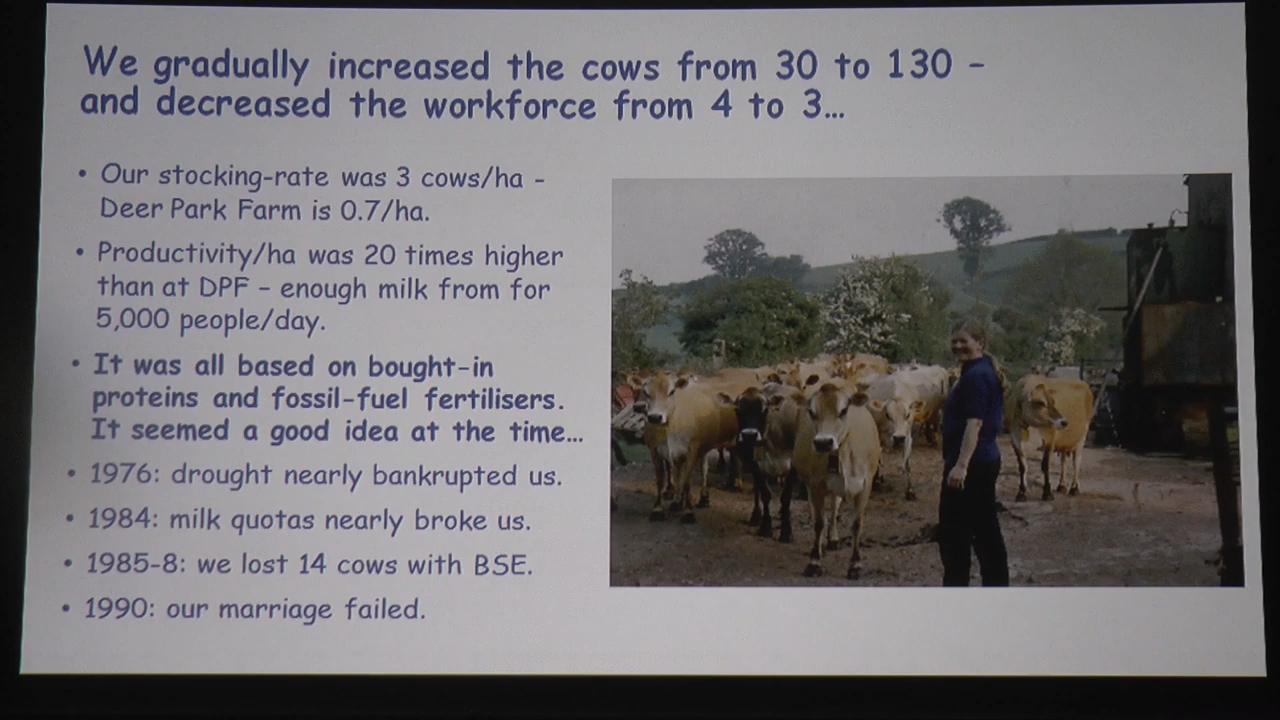 We gradually increased the cows from 30 to 130 –
and decreased the workforce from 4 to 3...
• Our stocking-rate was 3 cows/ha –
Deer Park Farm is 0.7/ha.
• Productivity/ha was 20 times higher
than at DPF – enough milk from for
5,000 people/day.
• It was all based on bought-in
proteins and fossil-fuel fertilisers.
It seemed a good idea at the time...
• 1976: drought nearly bankrupted us.
• 1984: milk quotas nearly broke us.
• 1985-8: we lost 14 cows with BSE.
• 1990: our marriage failed.